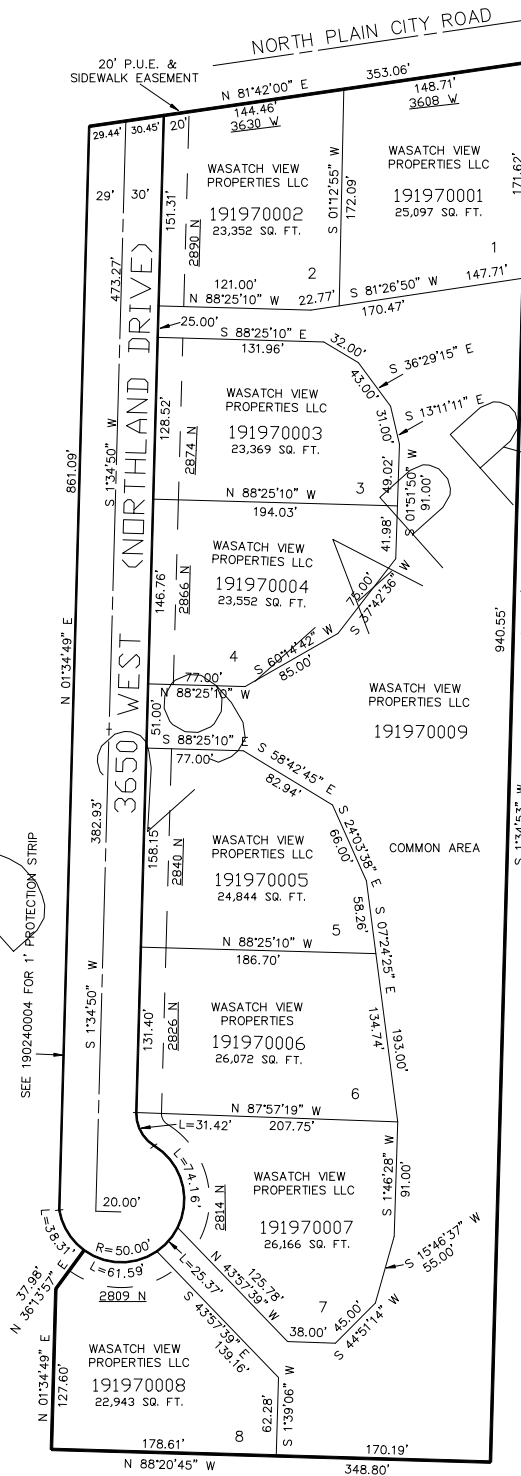 NORTH PLAIN CITY ROAD
20' P.U.E. &
SIDEWALK EASEMENT
N 81°42'00" E
353.06'
29.44'
30.45'
20'
144.46'
3630 W
148.71'
3608 W
29'
30'
151.31'
2890 N
WASATCH VIEW
PROPERTIES LLC
191970002
23,352 SQ. FT.
S 01°12'55" W
172.09'
WASATCH VIEW
PROPERTIES LLC
191970001
25,097 SQ. FT.
171.62'
1
2
121.00'
N 88°25'10" W
22.77'
S 81°26'50" W
147.71'
170.47'
473.27'
25.00'
S 88°25'10" E
131.96'
32.00'
43.00'
S 36°29'15" E
31.00'
S 13°11'11" E
861.09'
S 1°34'50" W
3650 WEST (NORTHLAND DRIVE)
128.52'
2874 N
WASATCH VIEW
PROPERTIES LLC
191970003
23,369 SQ. FT.
3
49.02'
S 01°51'50" W
91.00'
N 88°25'10" W
194.03'
41.98'
146.76'
2866 N
WASATCH VIEW
PROPERTIES LLC
191970004
23,552 SQ. FT.
75.00'
S 37°42'36" W
4
S 60°14'42" W
85.00'
77.00'
N 88°25'10" W
51.00'
S 88°25'10" E
77.00'
N 01°34'49" E
940.55'
WASATCH VIEW
PROPERTIES LLC
191970009
COMMON AREA
S 1°34'53" W
S 58°42'45" E
82.94'
S 24°03'38" E
66.00'
382.93'
158.15'
2840 N
WASATCH VIEW
PROPERTIES LLC
191970005
24,844 SQ. FT.
5
58.26'
S 07°24'25" E
N 88°25'10" W
186.70'
SEE 190240004 FOR 1' PROTECTION STRIP
S 1°34'50" W
131.40'
2826 N
WASATCH VIEW
PROPERTIES
191970006
26,072 SQ. FT.
6
134.74'
193.00'
N 87°57'19" W
207.75'
L=31.42'
L=74.16'
2814 N
WASATCH VIEW
PROPERTIES LLC
191970007
26,166 SQ. FT.
7
S 1°46'28" W
91.00'
S 15°46'37" W
55.00'
20.00'
L=38.31'
R=50.00'
L=61.59'
2809 N
L=25.37'
N 43°57'39" W
125.78'
38.00'
45.00'
S 44°51'14" W
37.98'
N 36°13'57" E
S 43°57'39" E
139.16'
N 01°34'49" E
127.60'
WASATCH VIEW
PROPERTIES LLC
191970008
22,943 SQ. FT.
8
62.28'
S 1°39'06" W
178.61'
170.19'
N 88°20'45" W
348.80'